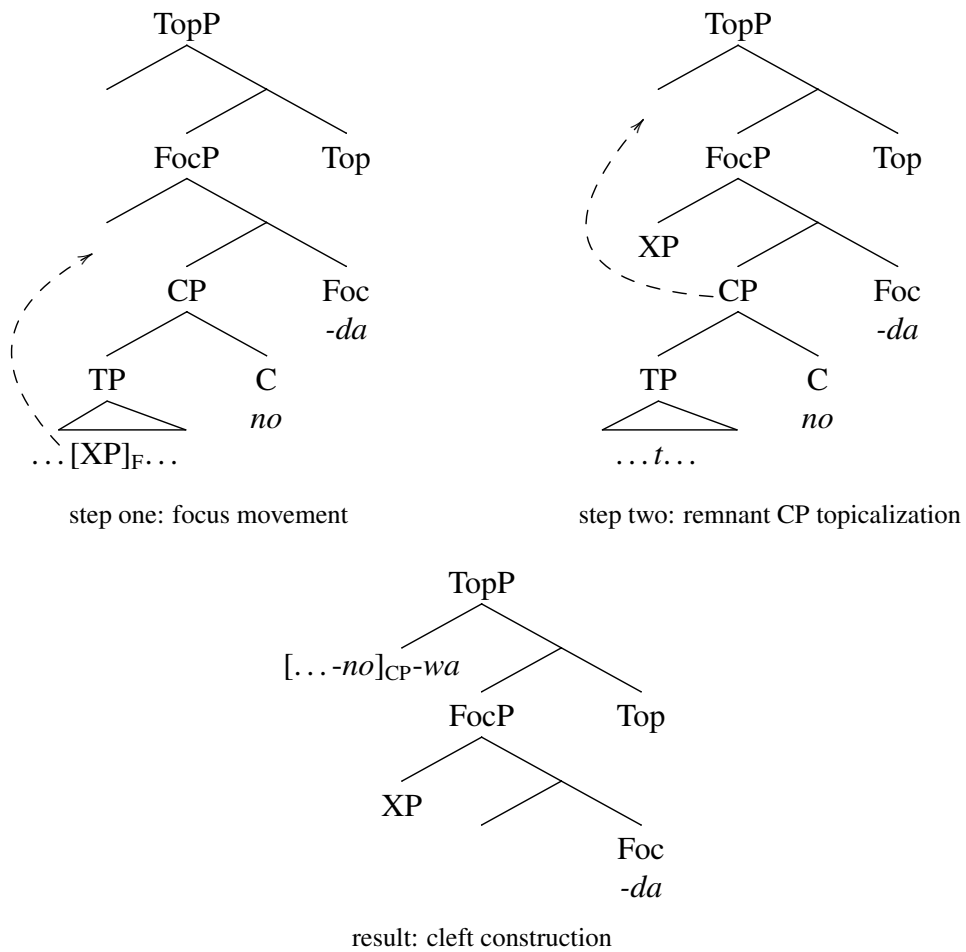 TopP TopP
FocP Top FocP Top
XP
CP Foc CP Foc
-da -da
TP C TP C
no no
…[XP]F… …t…
step one: focus movement step two: remnant CP topicalization
TopP
[…-no]CP-wa
FocP Top
XP
Foc
-da
result: cleft construction